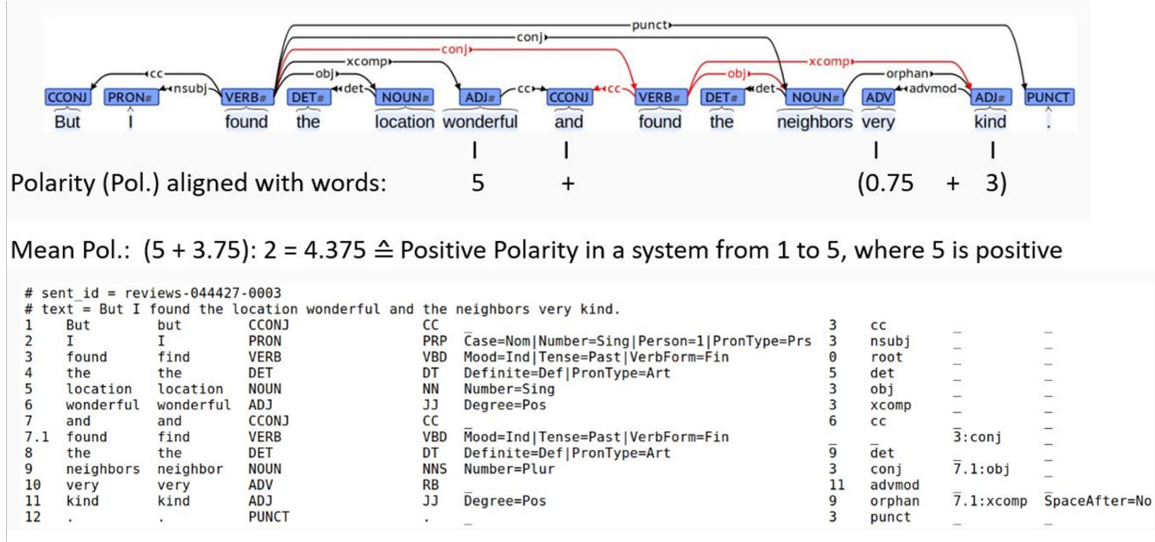 punct
conj
conj
xcomp xcomp
cc nsubj obj det cc cc obj det orphan advmod
CCONJ PRON# VERB# DET# NOUN# ADJ# CCONJ VERB# DET# NOUN# ADV ADJ# PUNCT
But I found the location wonderful and found the neighbors very kind .
Polarity (Pol.) aligned with words: 5 + (0.75 + 3)
Mean Pol.: (5 + 3.75): 2 = 4.375 ≙ Positive Polarity in a system from 1 to 5, where 5 is positive
# sent_id = reviews-044427-0003
# text = But I found the location wonderful and the neighbors very kind.
1 But but CCONJ CC _ 3 cc _ _
2 I I PRON PRP Case=Nom|Number=Sing|Person=1|PronType=Prs 3 nsubj _ _
3 found find VERB VBD Mood=Ind|Tense=Past|VerbForm=Fin 0 root _ _
4 the the DET DT Definite=Def|PronType=Art 5 det _ _
5 location location NOUN NN Number=Sing 3 obj _ _
6 wonderful wonderful ADJ JJ Degree=Pos 3 xcomp _ _
7 and and CCONJ CC _ 6 cc _ _
7.1 found find VERB VBD Mood=Ind|Tense=Past|VerbForm=Fin _ _ 3:conj _
8 the the DET DT Definite=Def|PronType=Art 9 det _ _
9 neighbors neighbor NOUN NNS Number=Plur 3 conj 7.1:obj _
10 very very ADV RB _ 11 advmod _ _
11 kind kind ADJ JJ Degree=Pos 9 orphan 7.1:xcomp SpaceAfter=No
12 . . PUNCT . _ 3 punct _ _